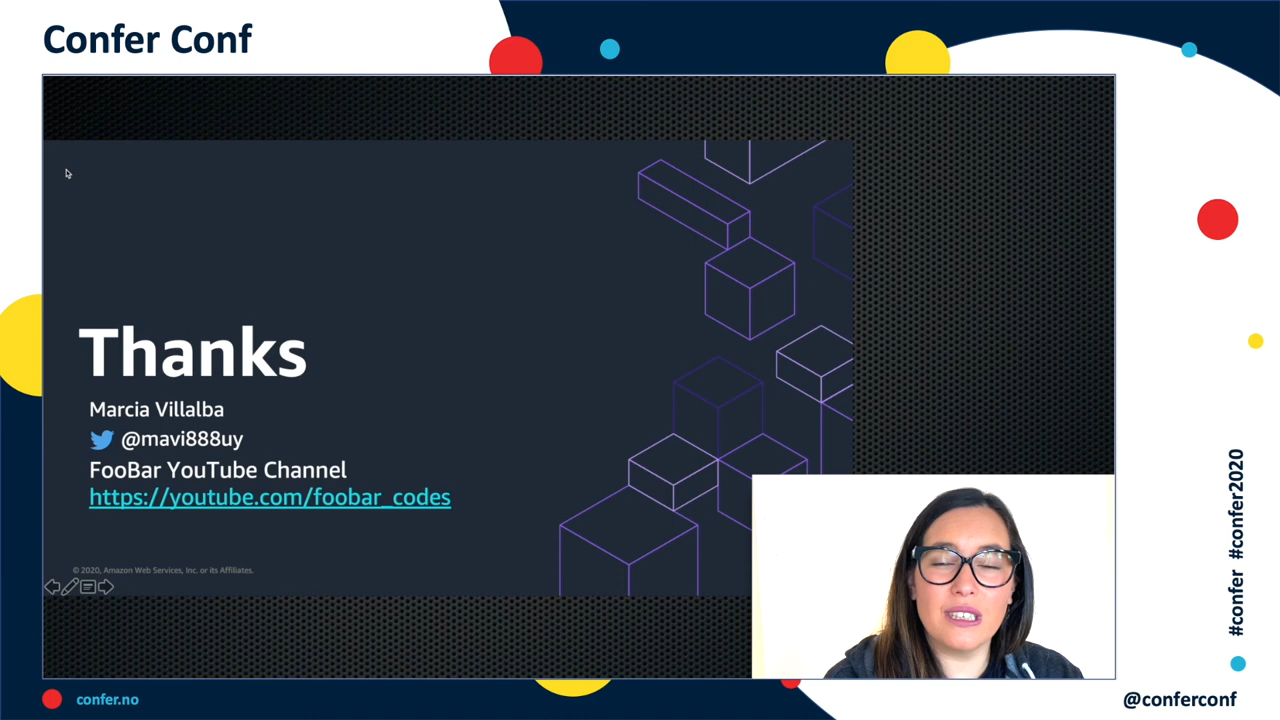 Confer Conf
Thanks
Marcia Villalba
@mavi888uy
FooBar YouTube Channel
https://youtube.com/foobar_codes
© 2020, Amazon Web Services, Inc. or its Affiliates.
#confer #confer2020
confer.no
@conferconf